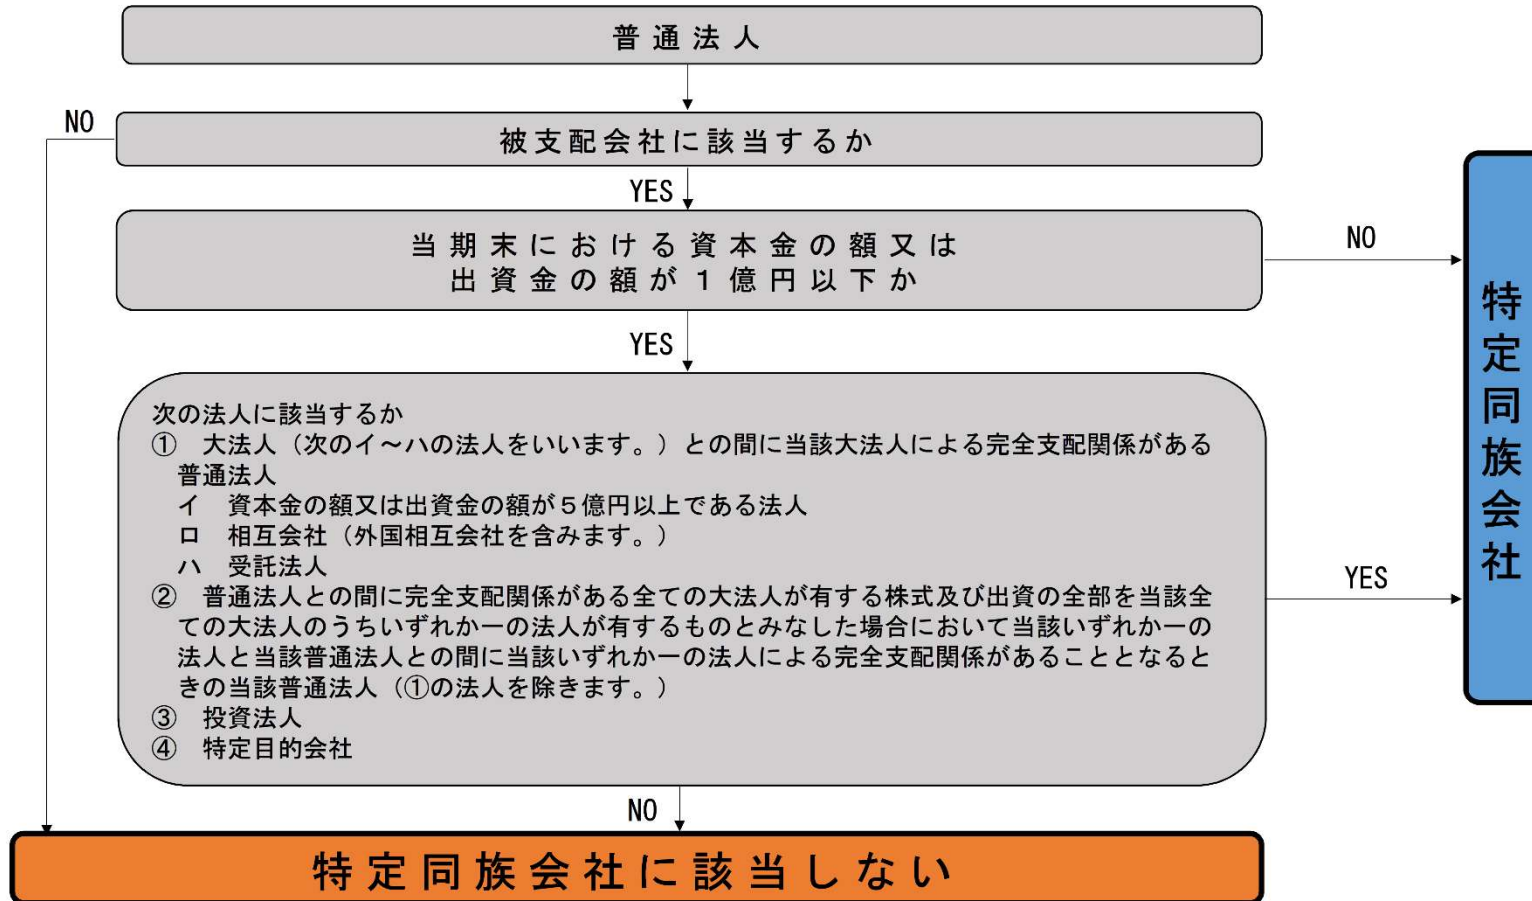 普通法人
NO
被支配会社に該当するか
YES
当期末における資本金の額又は
出資金の額が１億円以下か
NO
YES
次の法人に該当するか
①　大法人（次のイ～ハの法人をいいます。）との間に当該大法人による完全支配関係がある
普通法人
イ　資本金の額又は出資金の額が５億円以上である法人
ロ　相互会社（外国相互会社を含みます。）
ハ　受託法人
②　普通法人との間に完全支配関係がある全ての大法人が有する株式及び出資の全部を当該全
ての大法人のうちいずれか一の法人が有するものとみなした場合において当該いずれか一の
法人と当該普通法人との間に当該いずれか一の法人による完全支配関係があることとなると
きの当該普通法人（①の法人を除きます。）
③　投資法人
④　特定目的会社
YES
特定同族会社
NO
特定同族会社に該当しない